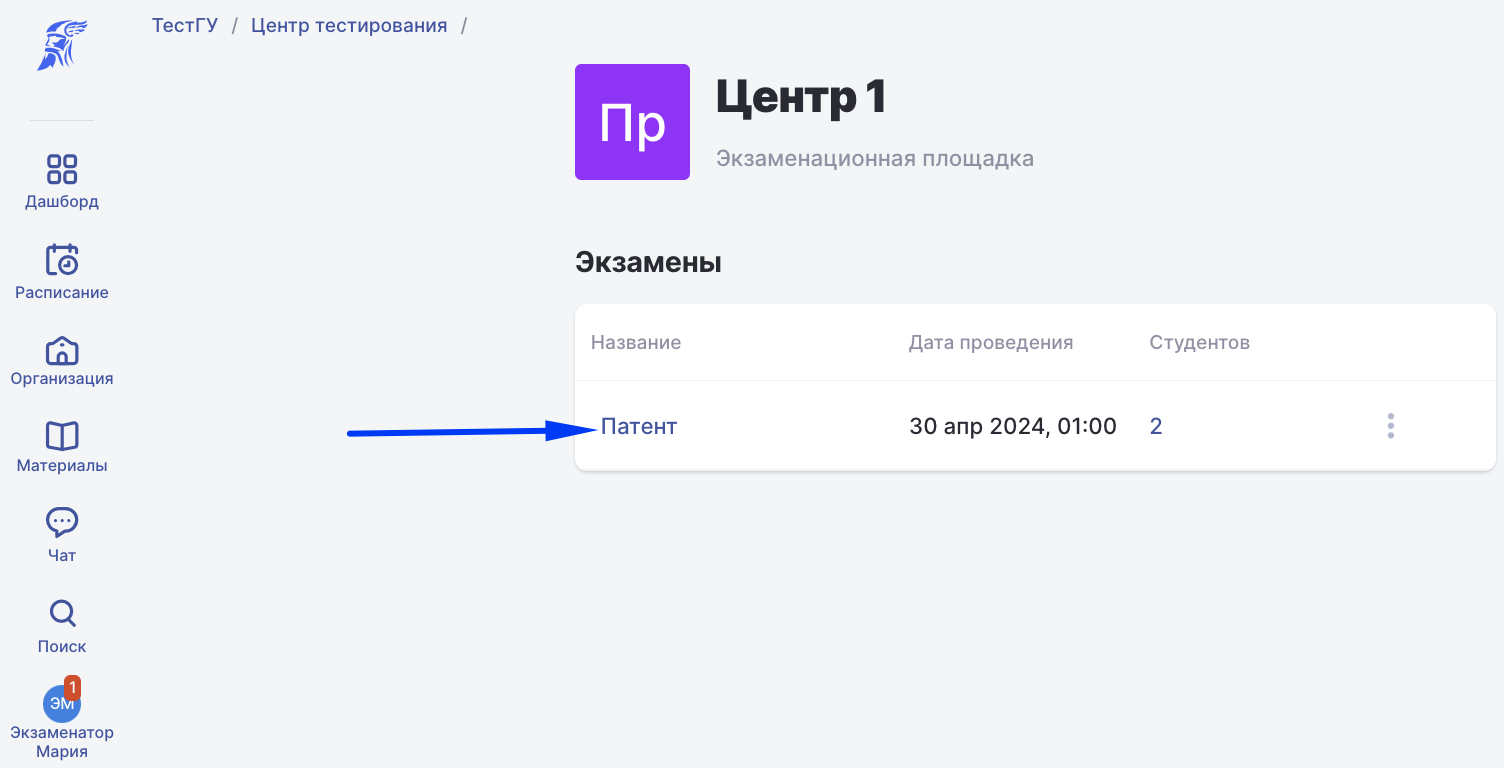 ТестГУ / Центр тестирования /
Пр
Центр 1
Экзаменационная площадка
Дашборд
Расписание
Организация
Материалы
Чат
Поиск
1
ЭМ
Экзаменатор
Мария
Экзамены
Название Дата проведения Студентов
Патент 30 апр 2024, 01:00 2